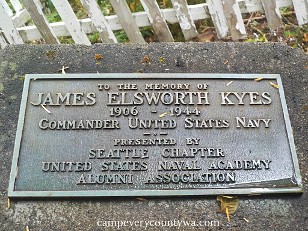 TO THE MEMORY OF
JAMES ELSWORTH KYES
1906 - 1944
COMMANDER UNITED STATES NAVY
PRESENTED BY
SEATTLE CHAPTER
UNITED STATES NAVAL ACADEMY
ALUMNI ASSOCIATION
campeverycountywa.com